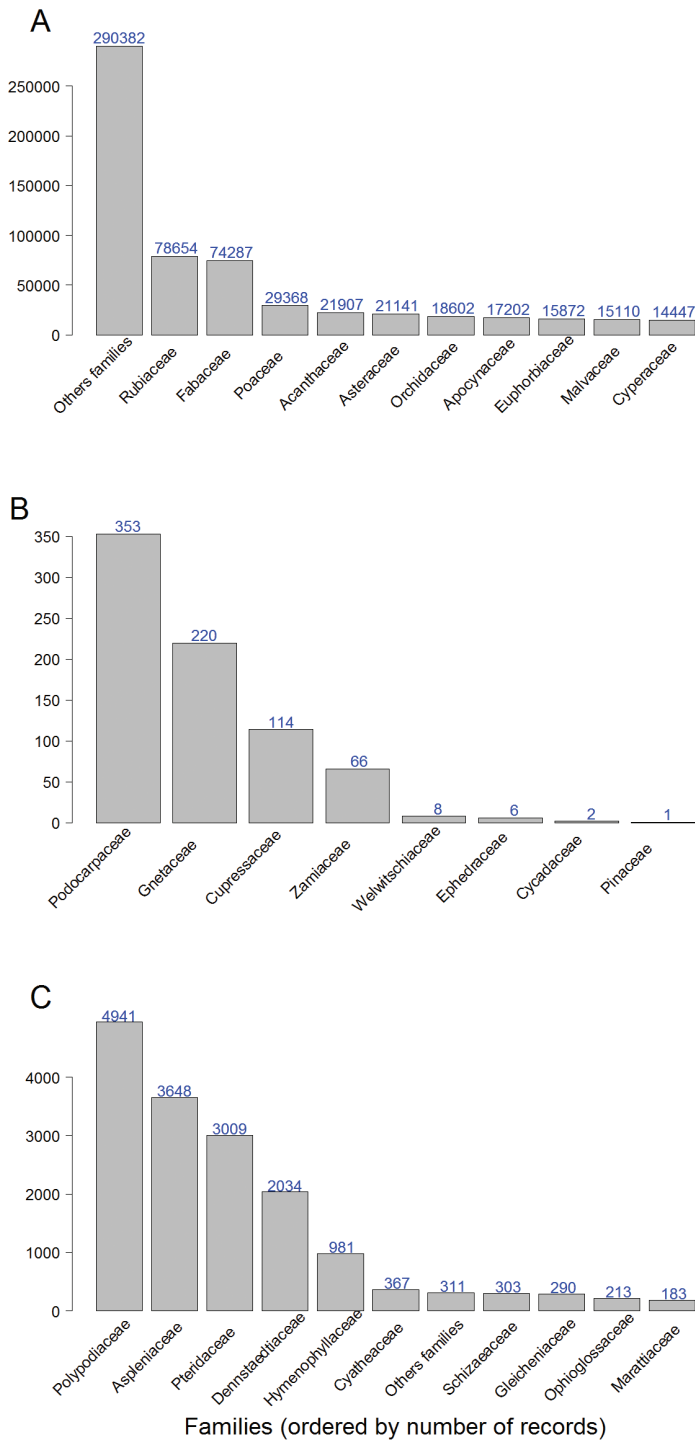 A
290382
250000
200000
150000
100000
50000
0
78654
74287
29368
21907
21141
18602
17202
15872
15110
14447
Others families
Rubiaceae
Fabaceae
Poaceae
Acanthaceae
Asteraceae
Orchidaceae
Apocynaceae
Euphorbiaceae
Malvaceae
Cyperaceae
B
350
300
250
200
150
100
50
0
353
220
114
66
8
6
2
1
Podocarpaceae
Gnetaceae
Cupressaceae
Zamiaceae
Welwitschiaceae
Ephedraceae
Cycadaceae
Pinaceae
C
4000
3000
2000
1000
0
4941
3648
3009
2034
981
367
311
303
290
213
183
Polypodiaceae
Aspleniaceae
Pteridaceae
Dennstaedtiaceae
Hymenophyllaceae
Cyatheaceae
Others families
Schizaeaceae
Gleicheniaceae
Ophioglossaceae
Marattiaceae
Families (ordered by number of records)